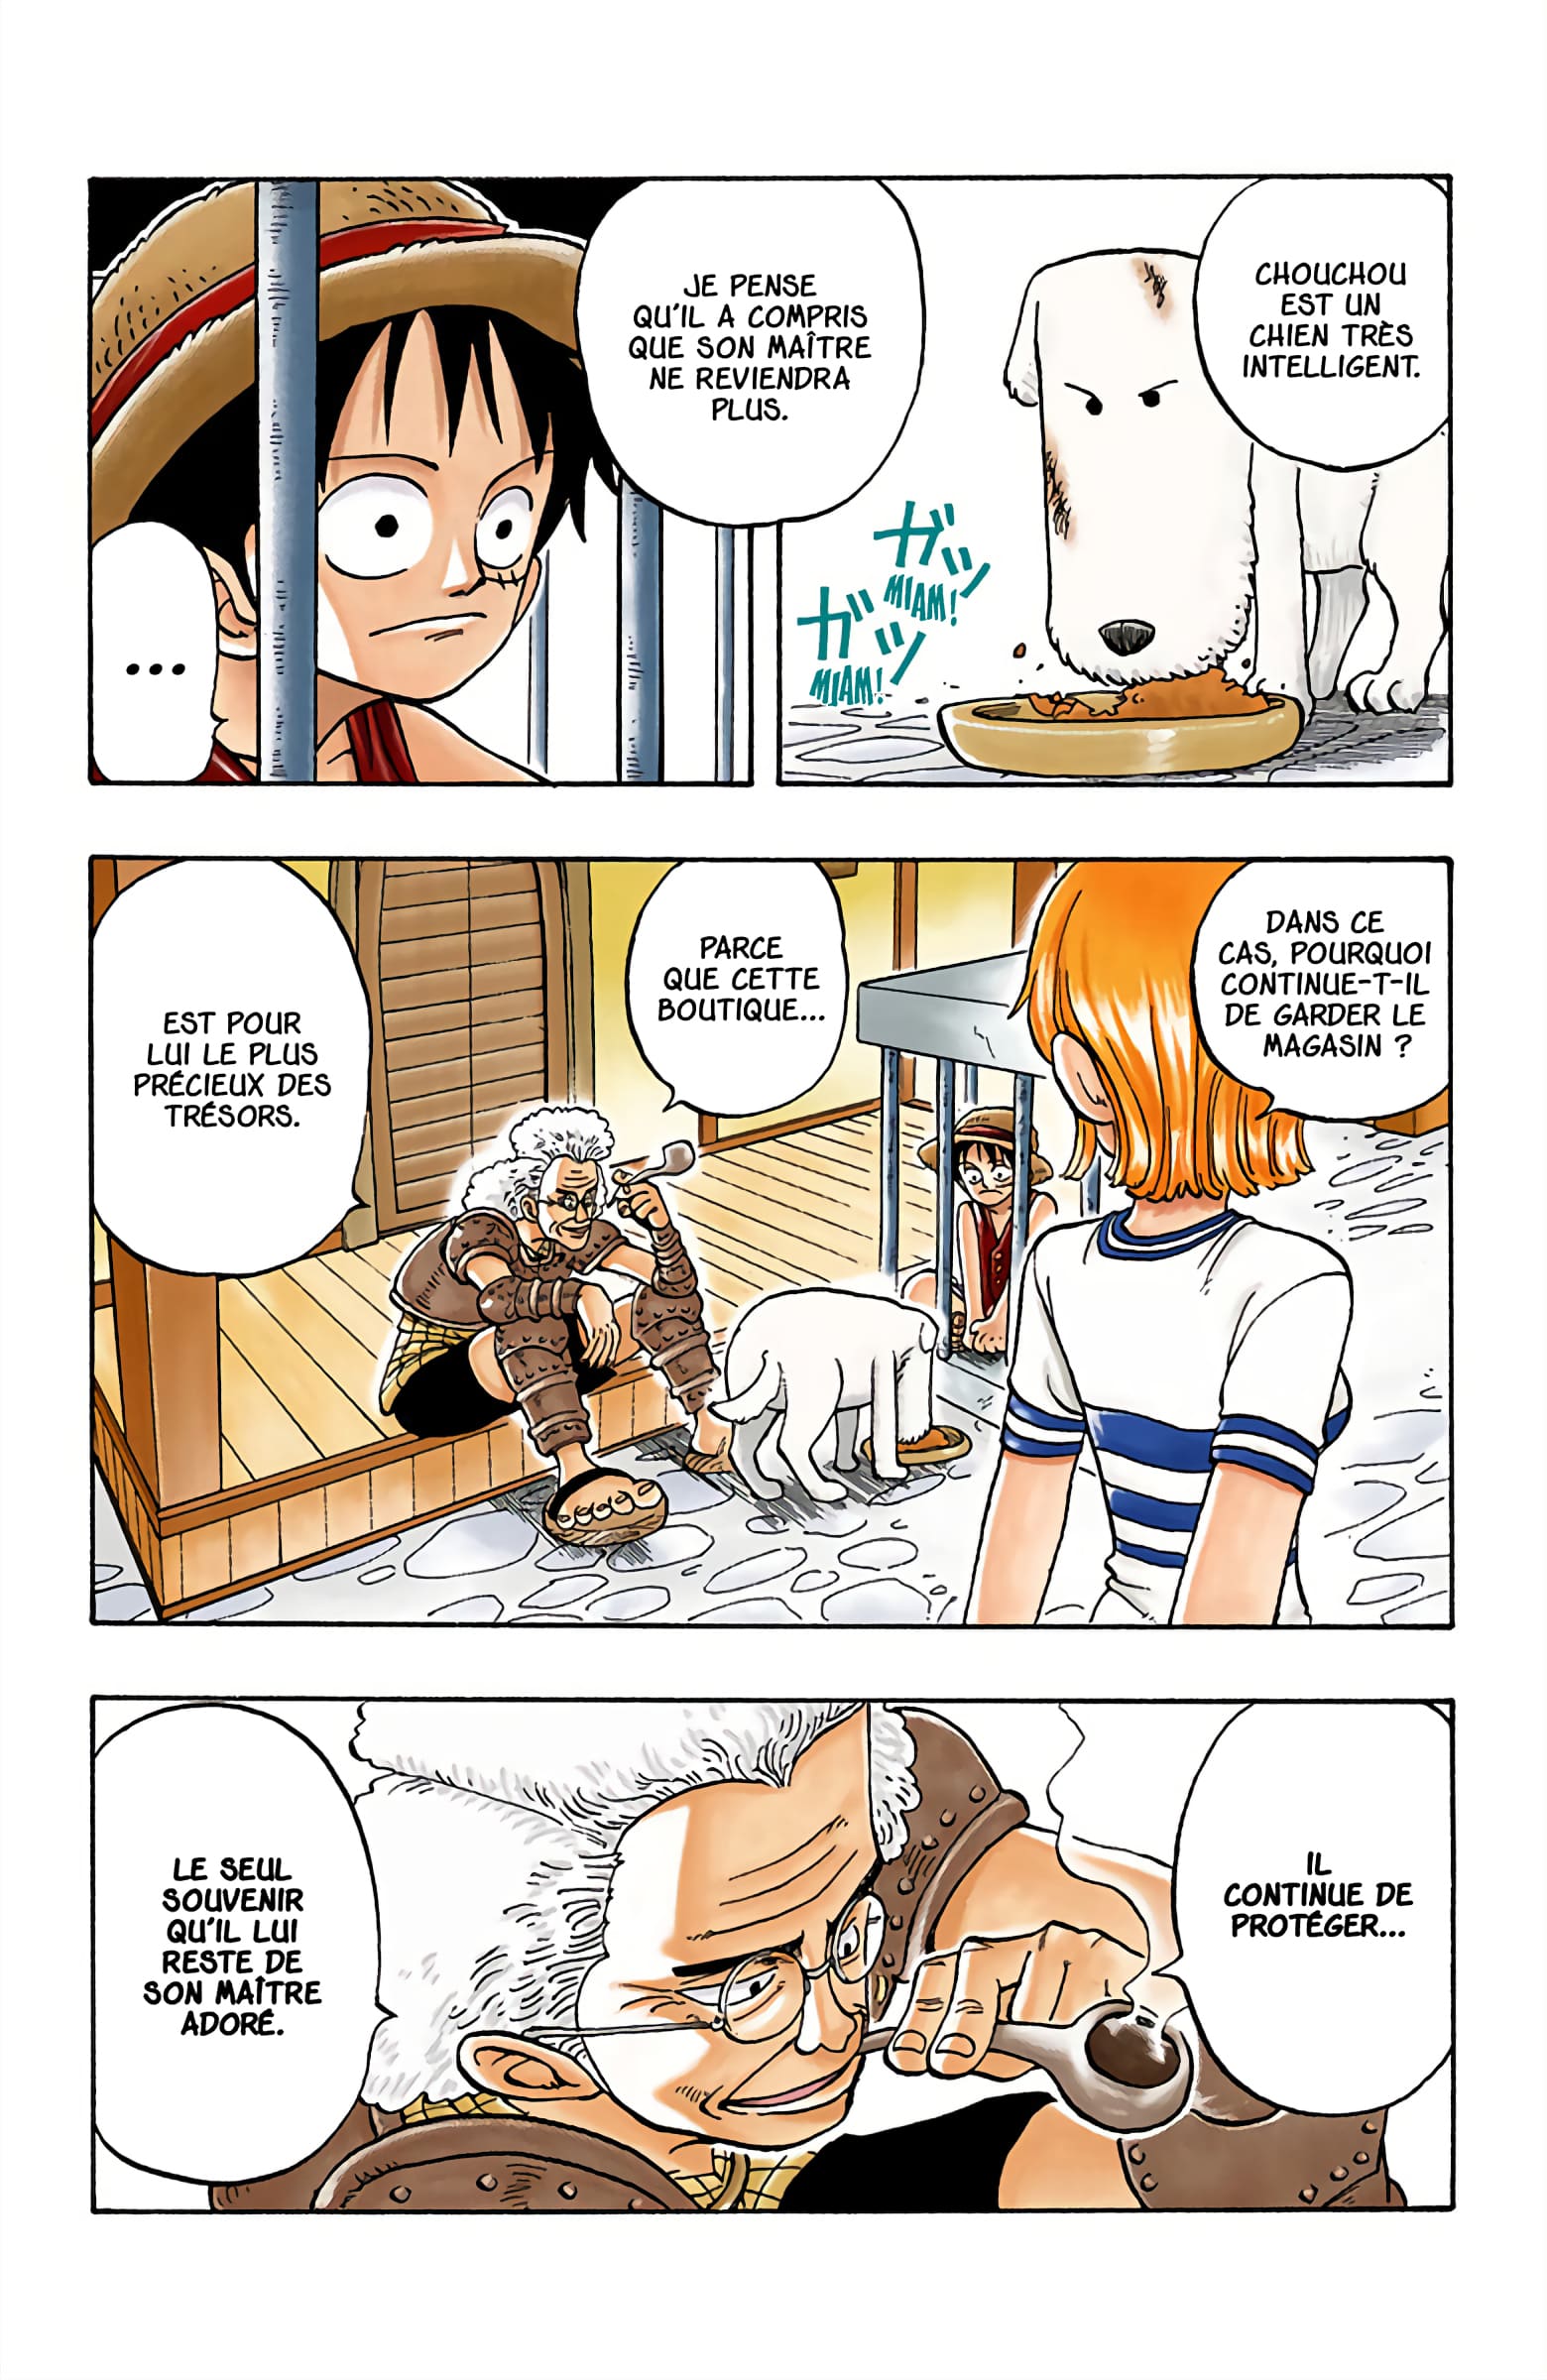 CHOUCHOU
EST UN
CHIEN TRÈS
INTELLIGENT.
ガッ
MIAM!
ガッ
MIAM!
JE PENSE
QU'IL A COMPRIS
QUE SON MAÎTRE
NE REVIENDRA
PLUS.
...
DANS CE
CAS, POURQUOI
CONTINUE-T-IL
DE GARDER LE
MAGASIN ?
PARCE
QUE CETTE
BOUTIQUE...
EST POUR
LUI LE PLUS
PRÉCIEUX DES
TRÉSORS.
IL
CONTINUE DE
PROTÉGER...
LE SEUL
SOUVENIR
QU'IL LUI
RESTE DE
SON MAÎTRE
ADORÉ.